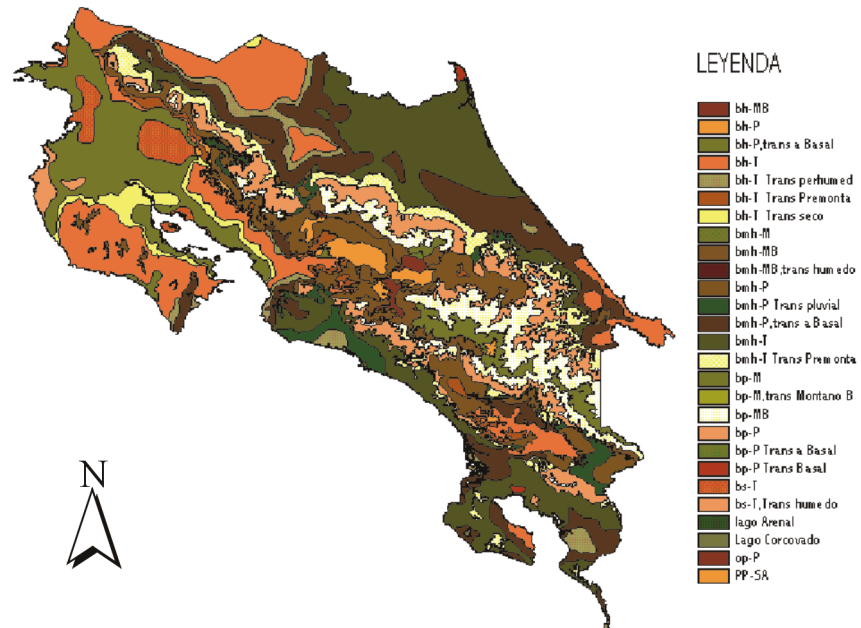 LEYENDA
bh-MB
bh-P
bh-P,trans a Basal
bh-T
bh-T Trans perhumed
bh-T Trans Premonta
bh-T Trans seco
bmh-M
bmh-MB
bmh-MB,trans humedo
bmh-P
bmh-P Trans pluvial
bmh-P,trans a Basal
bmh-T
bmh-T Trans Premonta
bp-M
bp-M,trans Montano B
bp-MB
bp-P
bp-P Trans a Basal
bp-P Trans Basal
bs-T
bs-T,Trans humedo
lago Arenal
Lago Corcovado
op-P
PP-SA
N